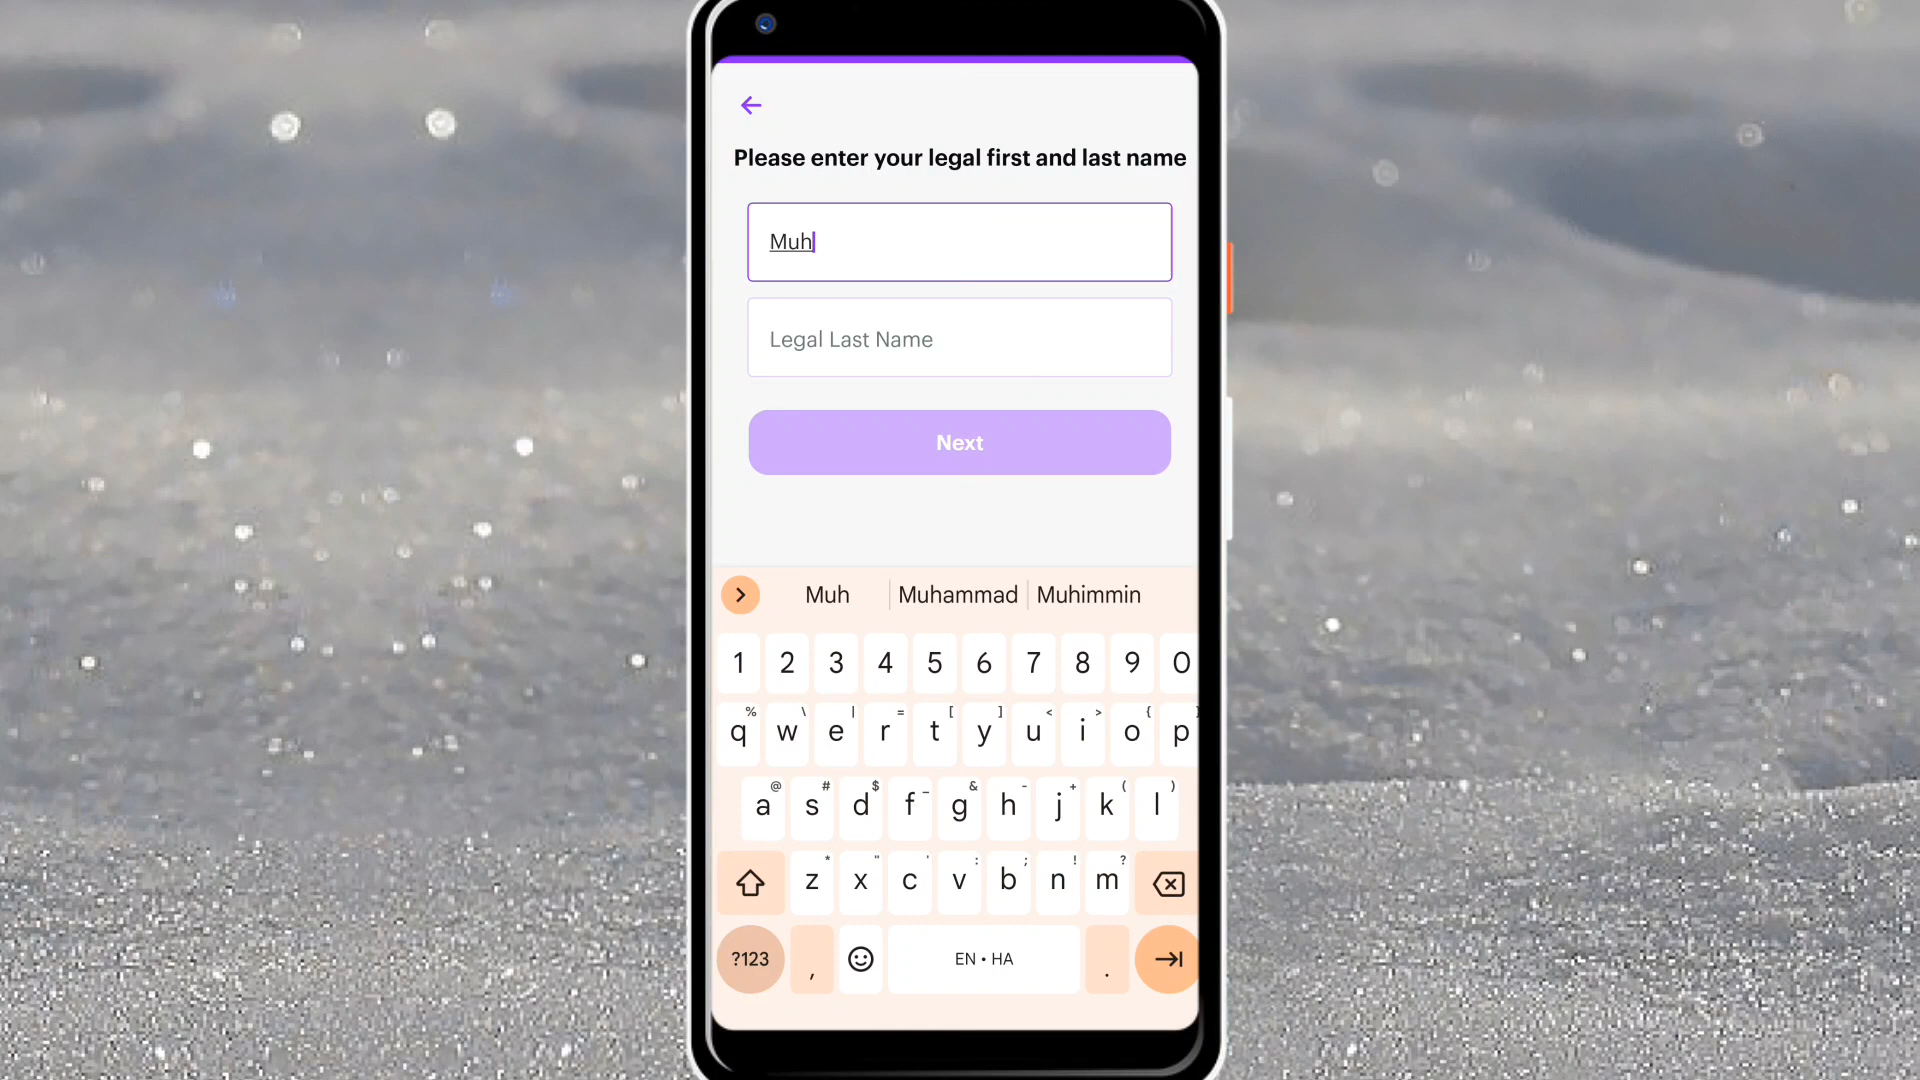 Please enter your legal first and last name
Muh
Legal Last Name
Next
Muh Muhammad Muhimmin
1 2 3 4 5 6 7 8 9 0
% \ | = [ ] < > { }
q w e r t y u i o p
@ # $ _ & - + ( )
a s d f g h j k l
* " ' : ; ! ?
z x c v b n m
?123 , EN • HA .